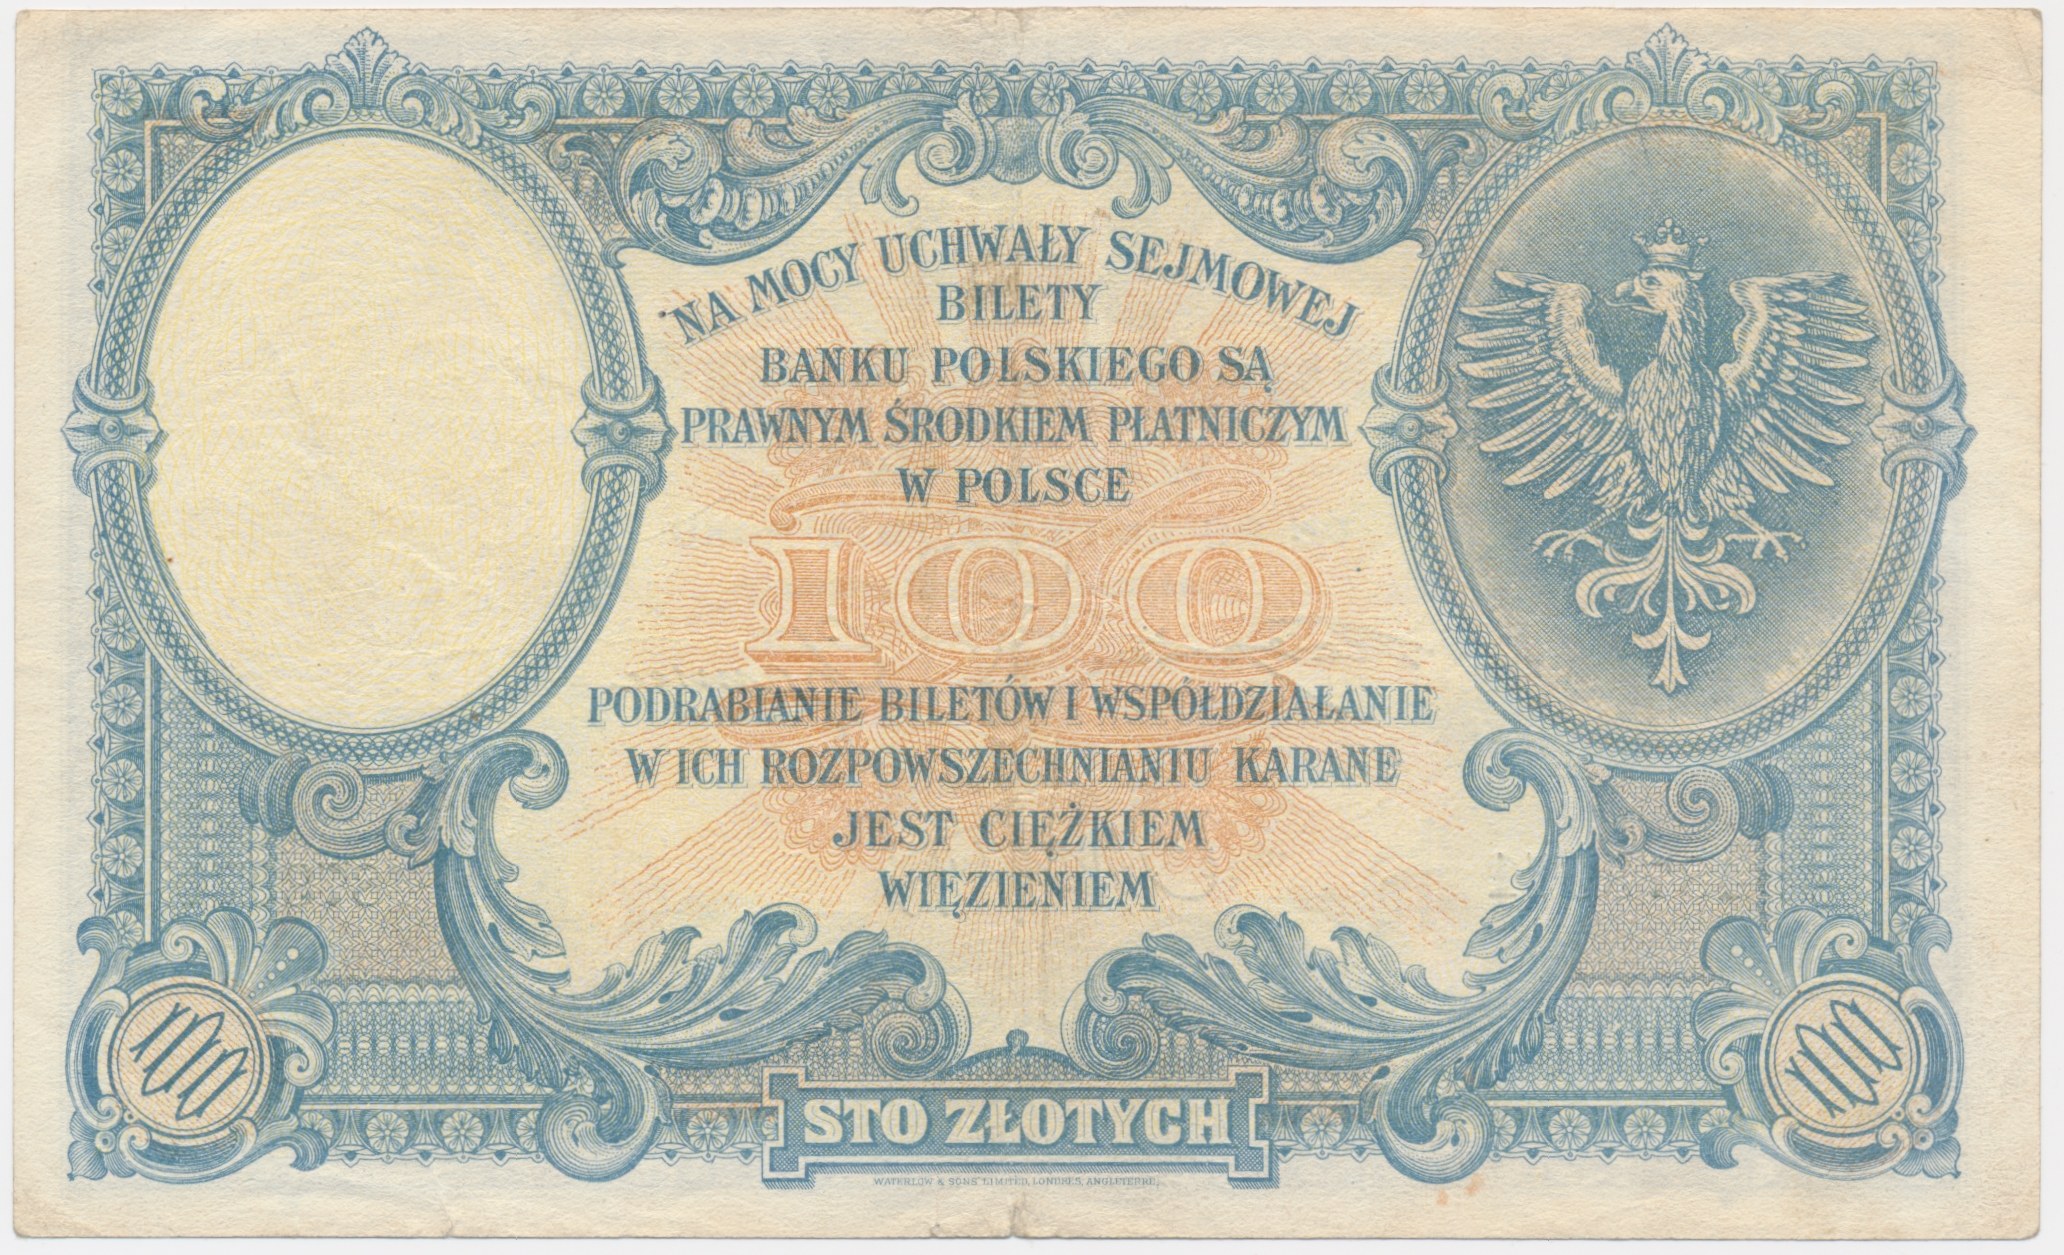 NA MOCY UCHWAŁY SEJMOWEJ
BILETY
BANKU POLSKIEGO SĄ
PRAWNYM ŚRODKIEM PŁATNICZYM
W POLSCE
100
PODRABIANIE BILETÓW I WSPÓŁDZIAŁANIE
W ICH ROZPOWSZECHNIANIU KARANE
JEST CIĘŻKIEM
WIĘZIENIEM
100
100
STO ZŁOTYCH
WATERLOW & SONS LIMITED, LONDRES, ANGLETERRE.